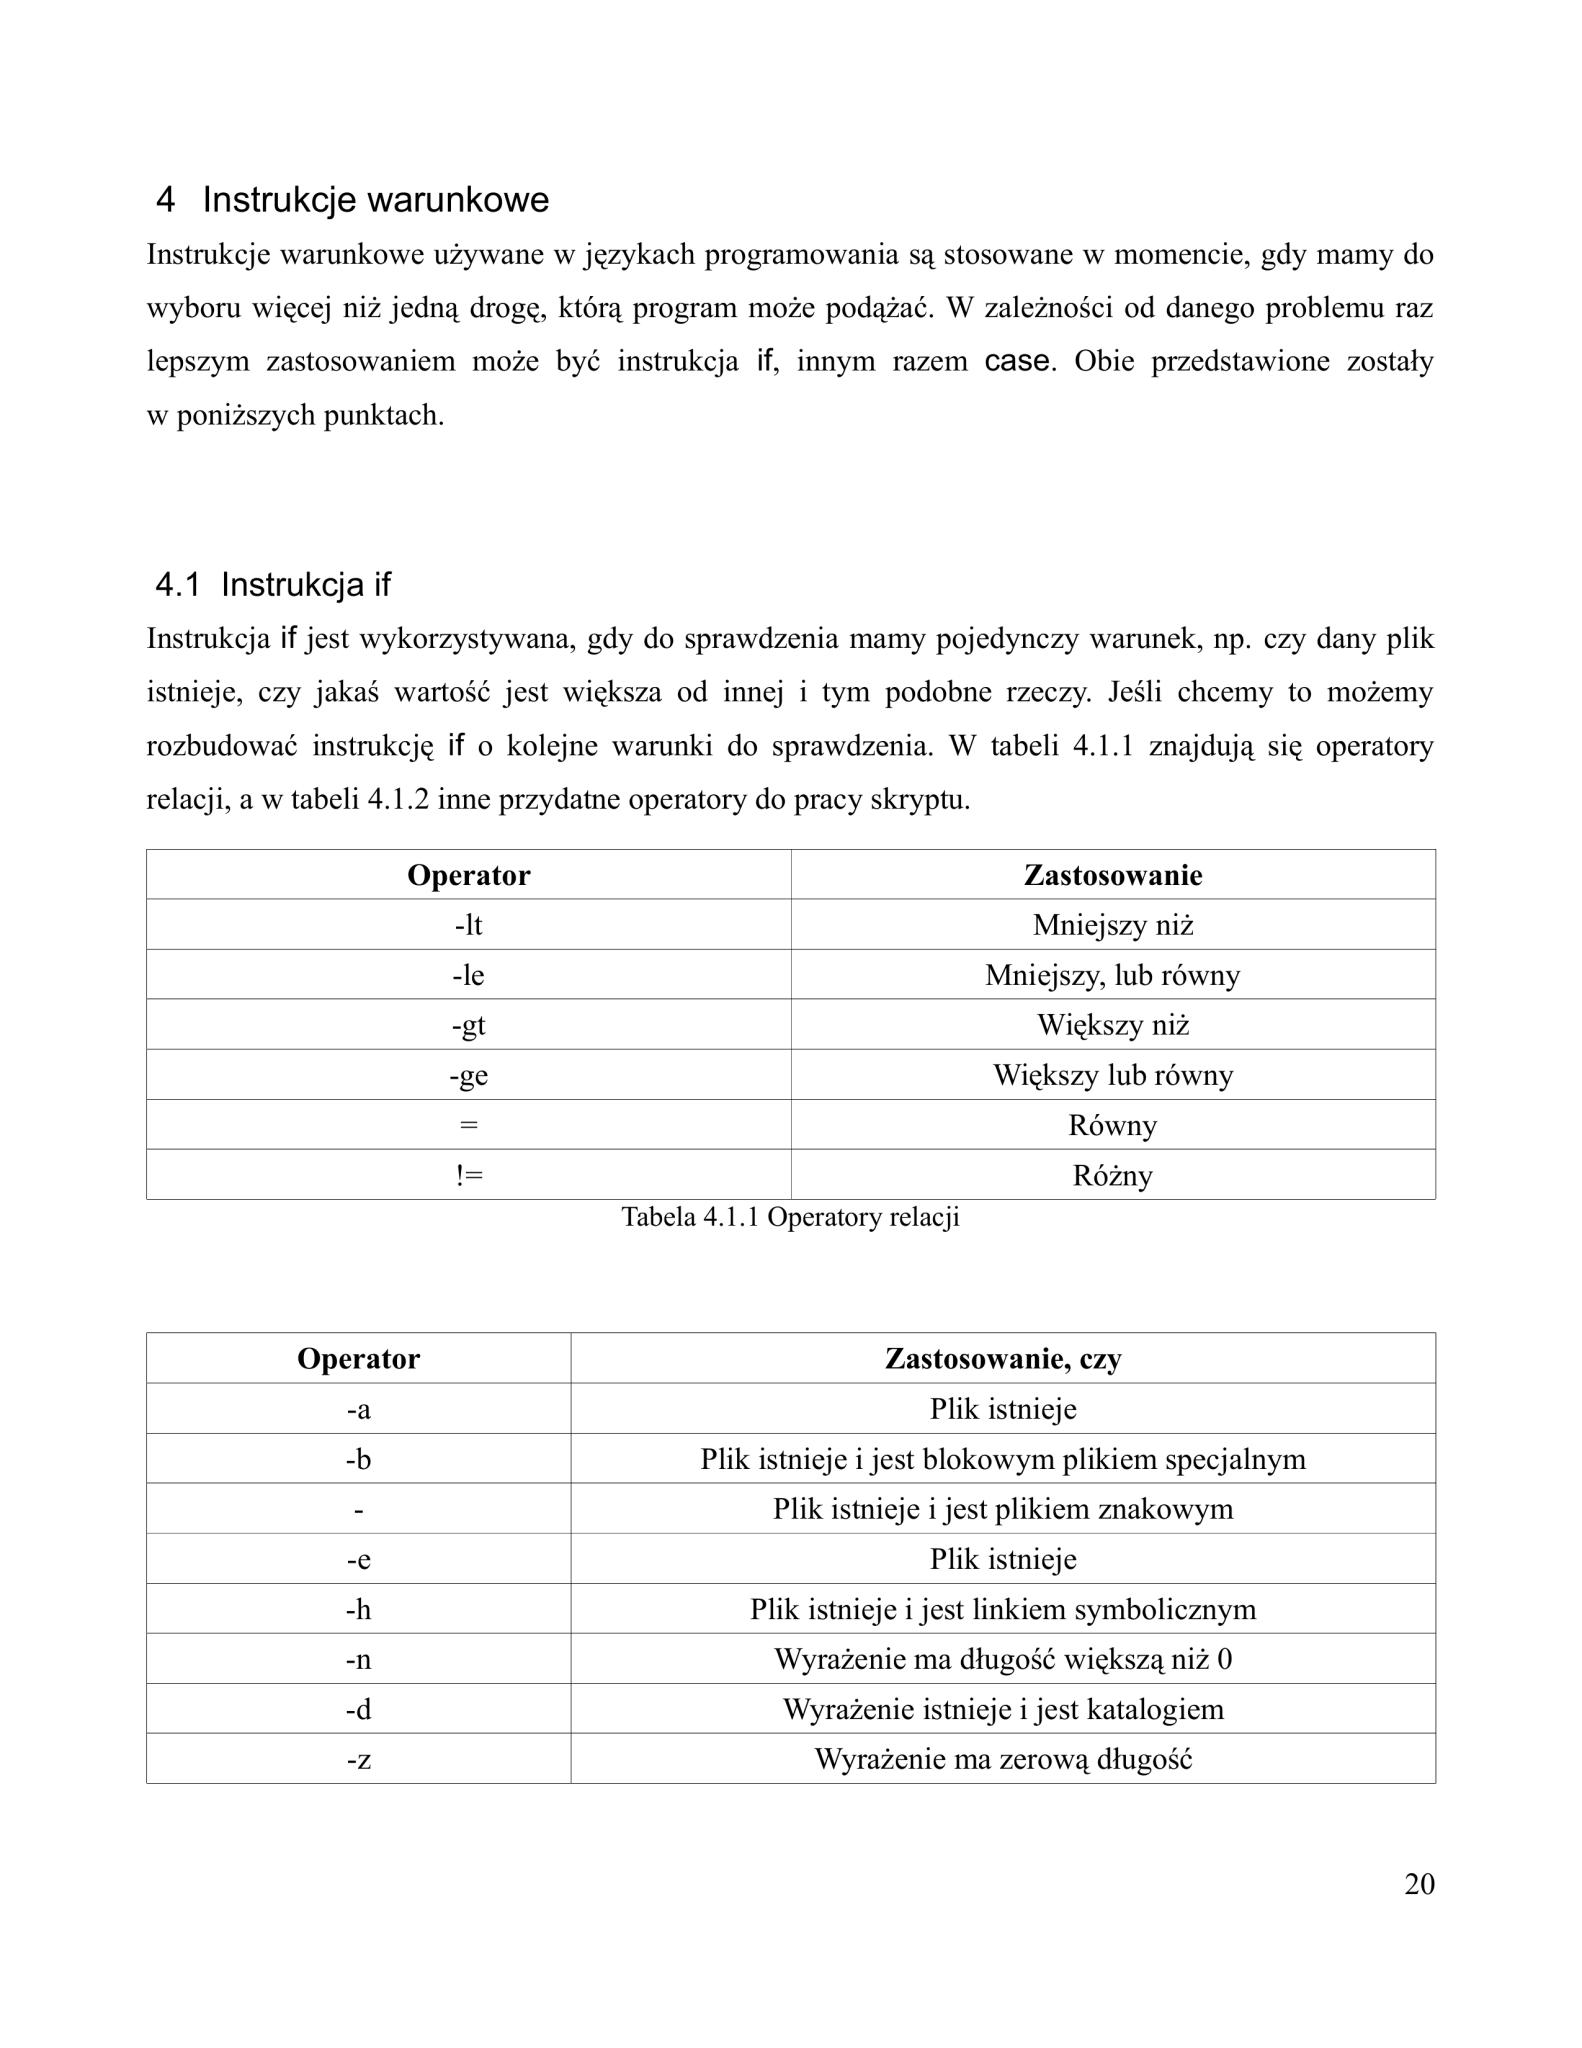 4 Instrukcje warunkowe
Instrukcje warunkowe używane w językach programowania są stosowane w momencie, gdy mamy do
wyboru więcej niż jedną drogę, którą program może podążać. W zależności od danego problemu raz
lepszym zastosowaniem może być instrukcja if, innym razem case. Obie przedstawione zostały
w poniższych punktach.
4.1 Instrukcja if
Instrukcja if jest wykorzystywana, gdy do sprawdzenia mamy pojedynczy warunek, np. czy dany plik
istnieje, czy jakaś wartość jest większa od innej i tym podobne rzeczy. Jeśli chcemy to możemy
rozbudować instrukcję if o kolejne warunki do sprawdzenia. W tabeli 4.1.1 znajdują się operatory
relacji, a w tabeli 4.1.2 inne przydatne operatory do pracy skryptu.
Operator Zastosowanie
-lt Mniejszy niż
-le Mniejszy, lub równy
-gt Większy niż
-ge Większy lub równy
= Równy
!= Różny
Tabela 4.1.1 Operatory relacji
Operator Zastosowanie, czy
-a Plik istnieje
-b Plik istnieje i jest blokowym plikiem specjalnym
- Plik istnieje i jest plikiem znakowym
-e Plik istnieje
-h Plik istnieje i jest linkiem symbolicznym
-n Wyrażenie ma długość większą niż 0
-d Wyrażenie istnieje i jest katalogiem
-z Wyrażenie ma zerową długość
20